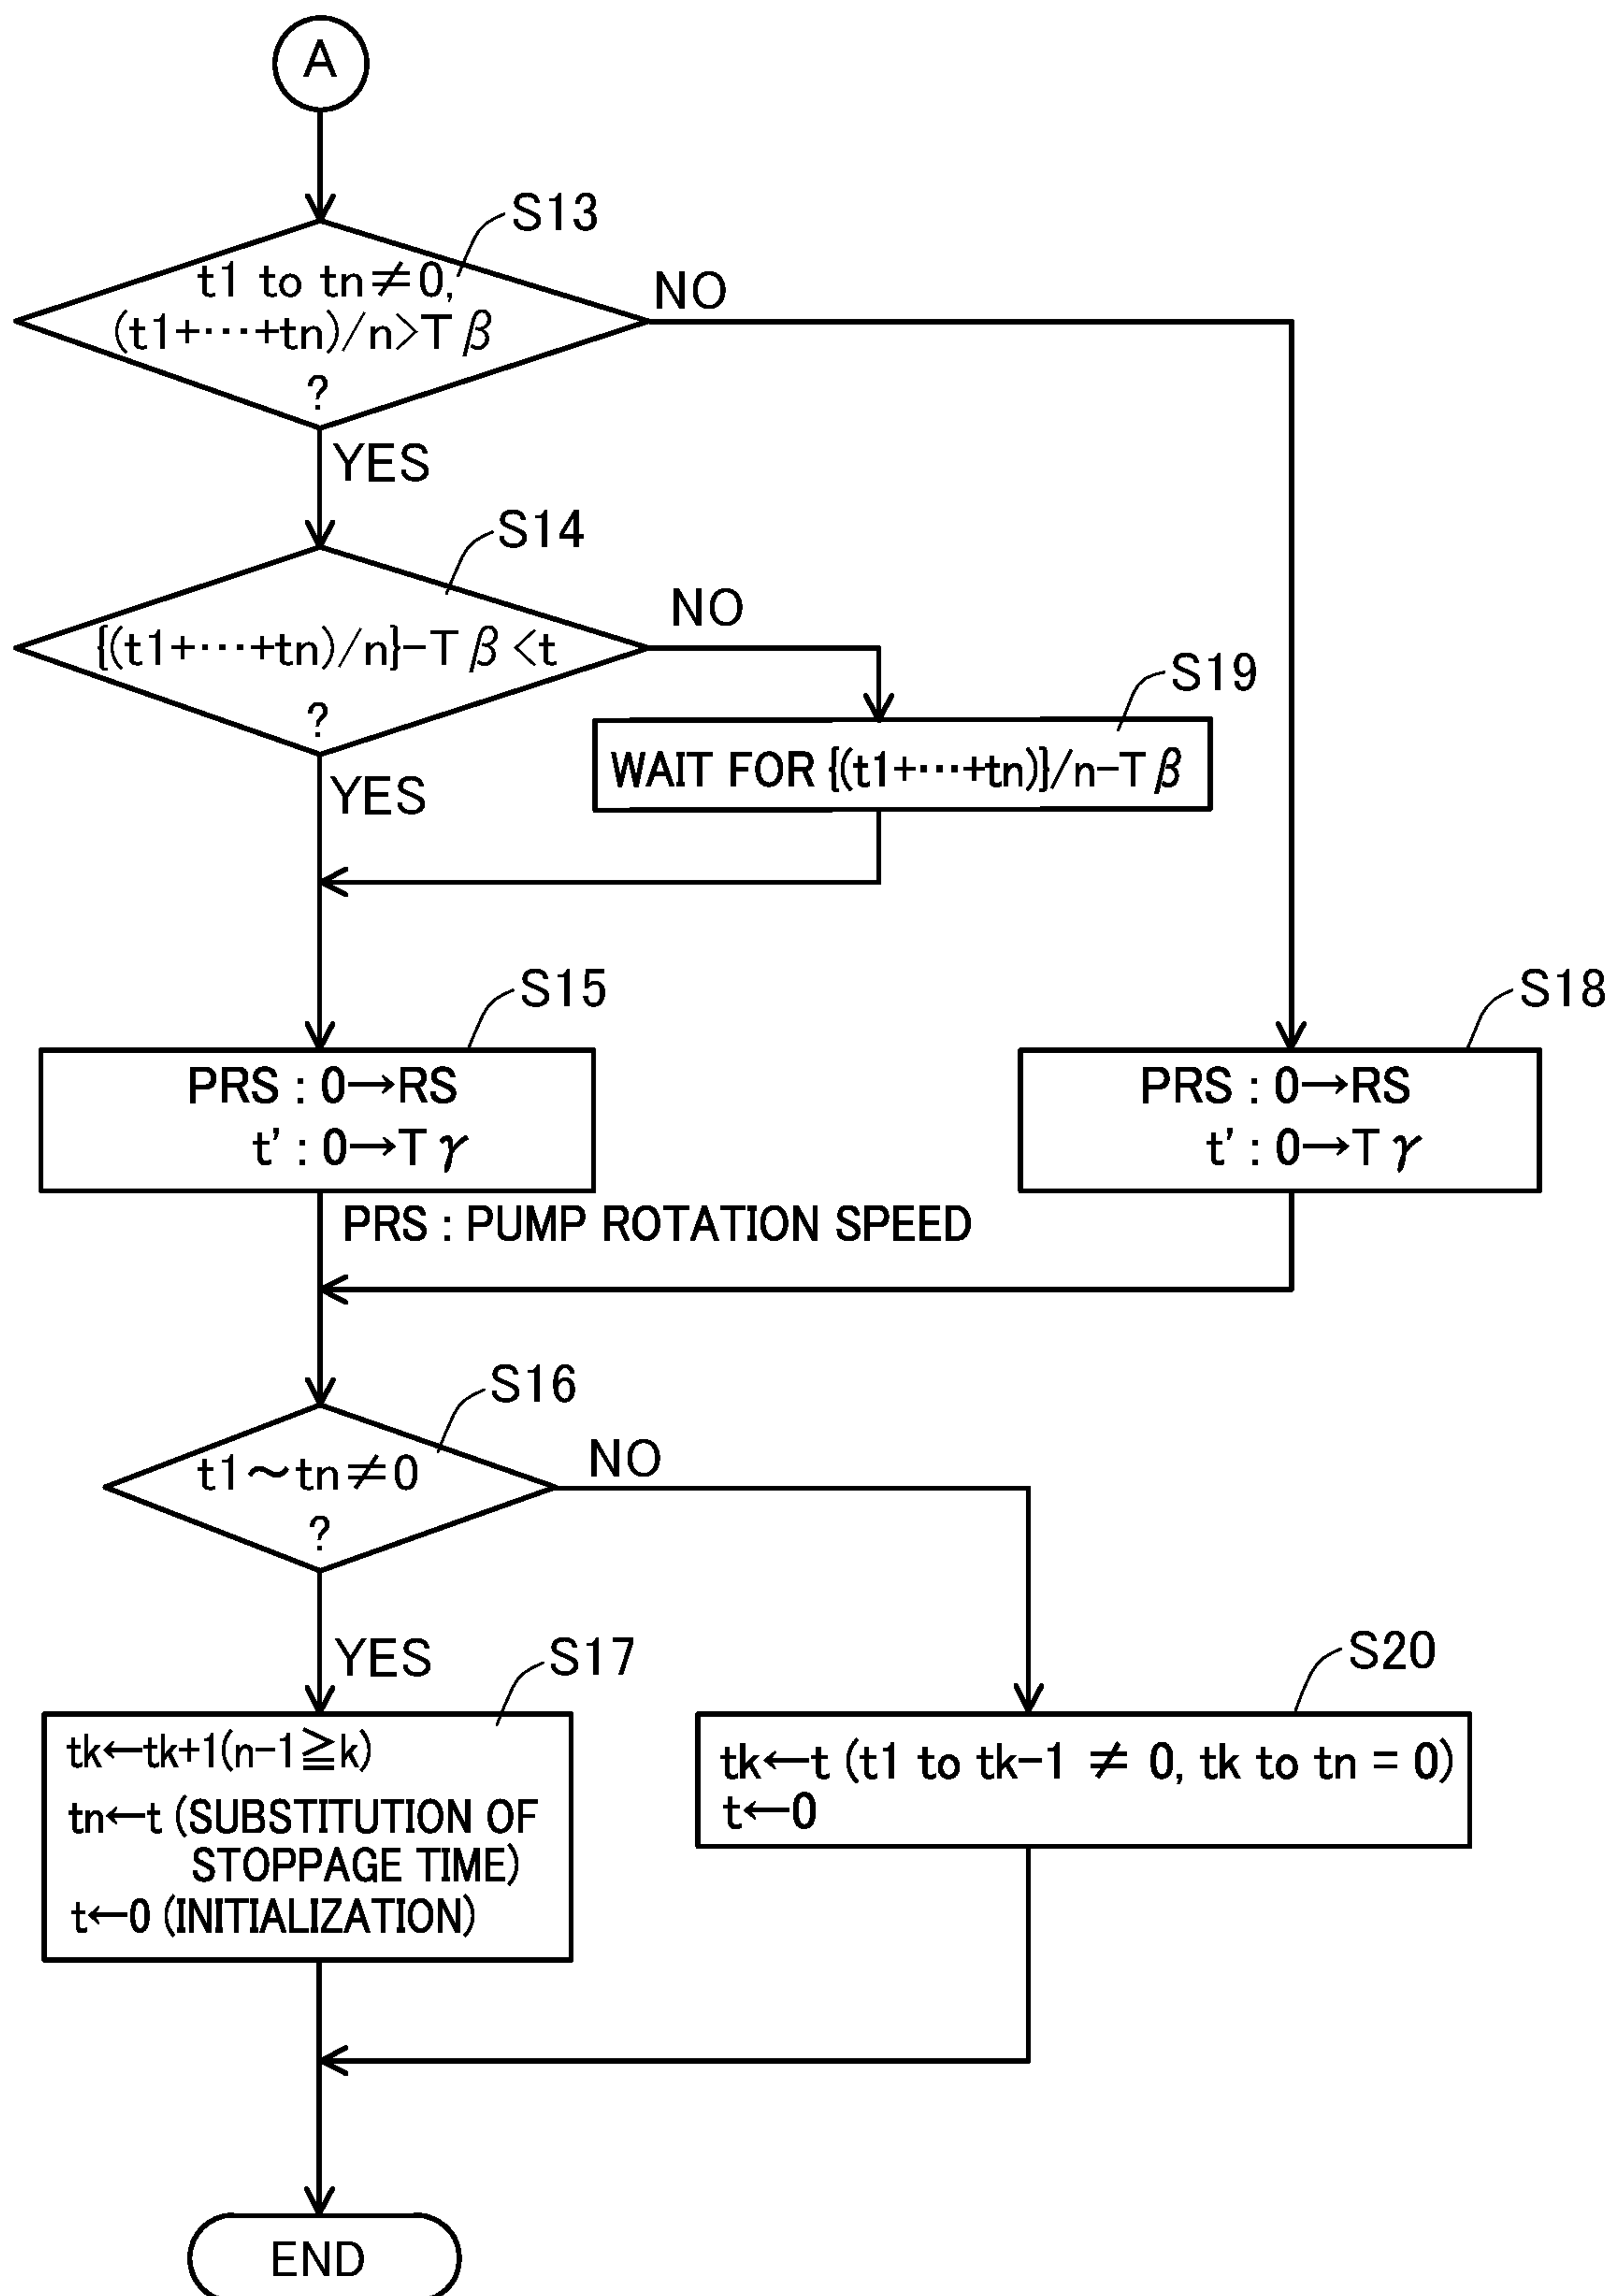 A
S13
t1 to tn≠0,
(t1+⋯+tn)/n>Tβ
?
NO
YES
S14
{(t1+⋯+tn)/n}-Tβ<t
?
NO
YES
S19
WAIT FOR {(t1+⋯+tn)}/n-Tβ
S15
PRS : 0→RS
t' : 0→Tγ
S18
PRS : 0→RS
t' : 0→Tγ
PRS : PUMP ROTATION SPEED
S16
t1～tn≠0
?
NO
YES
S17
tk←tk+1(n-1≧k)
tn←t (SUBSTITUTION OF
STOPPAGE TIME)
t←0 (INITIALIZATION)
S20
tk←t (t1 to tk-1 ≠ 0, tk to tn = 0)
t←0
END